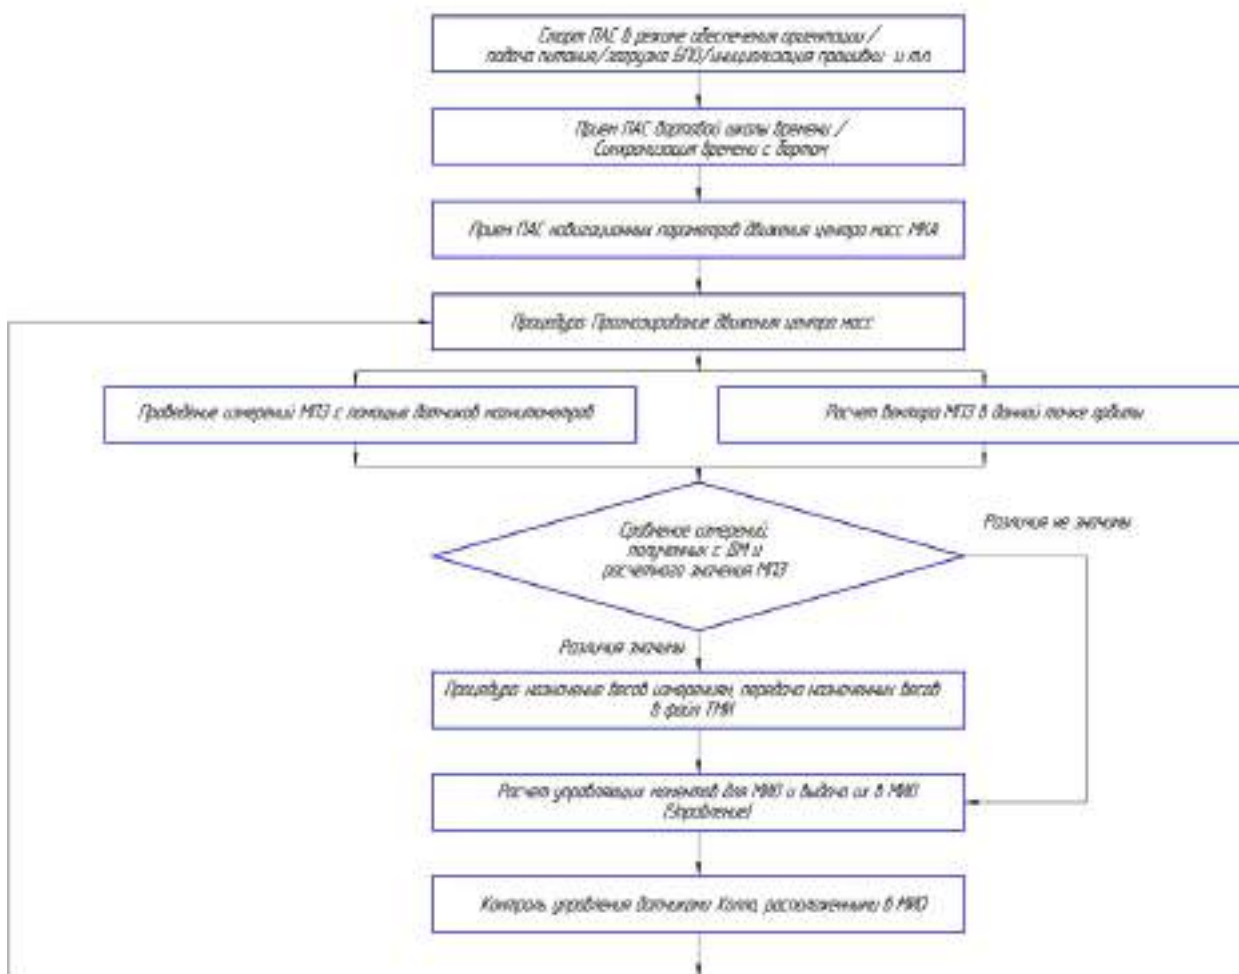 Старт ПАС в режиме обеспечения ориентации /
подача питания/загрузка БПО/инициализация прошивки и т.п.
Прием ПАС бортовой шкалы времени /
Синхронизация времени с бортом
Прием ПАС навигационных параметров движения центра масс МКА
Процедура: Прогнозирование движения центра масс
Проведение измерений МПЗ с помощью датчиков магнитометров
Расчет вектора МПЗ в данной точке орбиты
Сравнение измерений,
полученных с ДМ и
расчетного значения МПЗ
Различия не значимы
Различия значимы
Процедура: назначение весов измерениям, передача назначенных весов
в файл ТМИ
Расчет управляющих моментов для МИО и выдача их в МИО
(Управление)
Контроль управления датчиками Холла, расположенными в МИО